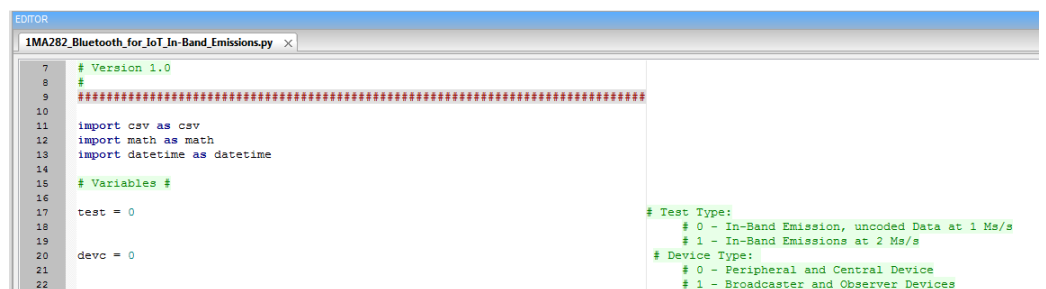 EDITOR
1MA282_Bluetooth_for_IoT_In-Band_Emissions.py ×
7 # Version 1.0
8 #
9 ###############################################################################
10
11 import csv as csv
12 import math as math
13 import datetime as datetime
14
15 # Variables #
16
17 test = 0 # Test Type:
18 # 0 - In-Band Emission, uncoded Data at 1 Ms/s
19 # 1 - In-Band Emissions at 2 Ms/s
20 devc = 0 # Device Type:
21 # 0 - Peripheral and Central Device
22 # 1 - Broadcaster and Observer Devices